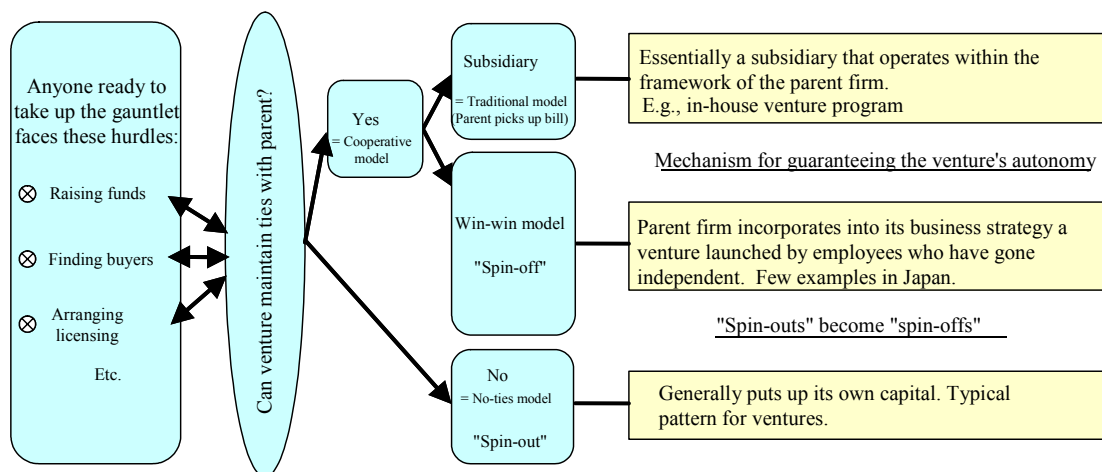 Anyone ready to
take up the gauntlet
faces these hurdles:
Raising funds
Finding buyers
Arranging
licensing
Etc.
Can venture maintain ties with parent?
Yes
= Cooperative
model
Subsidiary
= Traditional model
(Parent picks up bill)
Win-win model
"Spin-off"
No
= No-ties model
"Spin-out"
Essentially a subsidiary that operates within the
framework of the parent firm.
E.g., in-house venture program
Mechanism for guaranteeing the venture's autonomy
Parent firm incorporates into its business strategy a
venture launched by employees who have gone
independent. Few examples in Japan.
"Spin-outs" become "spin-offs"
Generally puts up its own capital. Typical
pattern for ventures.